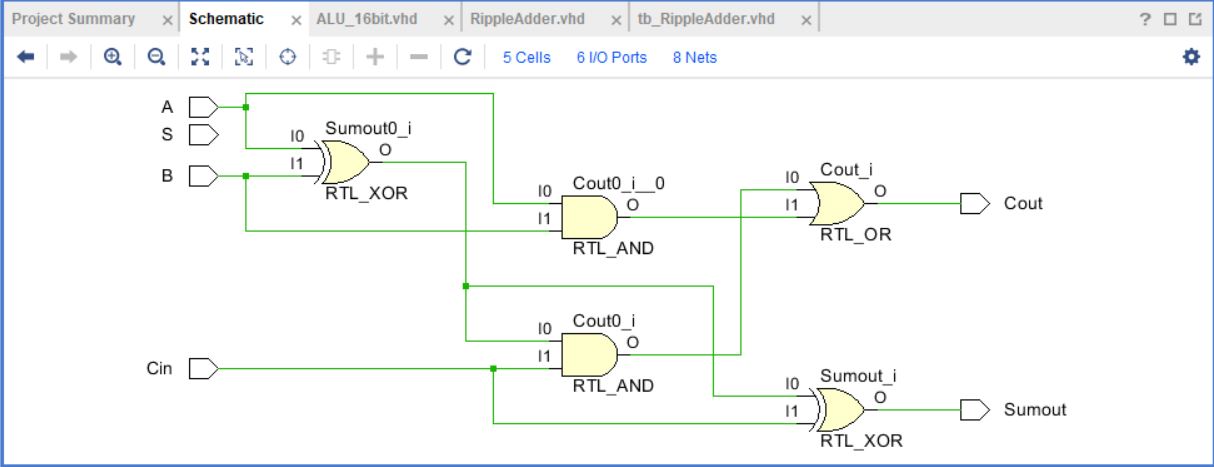 Project Summary × Schematic × ALU_16bit.vhd × RippleAdder.vhd × tb_RippleAdder.vhd × ?
5 Cells 6 I/O Ports 8 Nets
A
S
B
I0
I1
Sumout0_i
O
RTL_XOR
I0
I1
Cout0_i__0
O
RTL_AND
I0
I1
Cout_i
O
RTL_OR
Cout
Cin
I0
I1
Cout0_i
O
RTL_AND
I0
I1
Sumout_i
O
RTL_XOR
Sumout